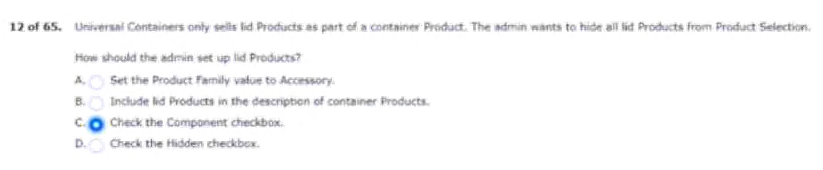 12 of 65. Universal Containers only sells lid Products as part of a container Product. The admin wants to hide all lid Products from Product Selection.
How should the admin set up lid Products?
A. Set the Product Family value to Accessory.
B. Include lid Products in the description of container Products.
C. Check the Component checkbox.
D. Check the Hidden checkbox.